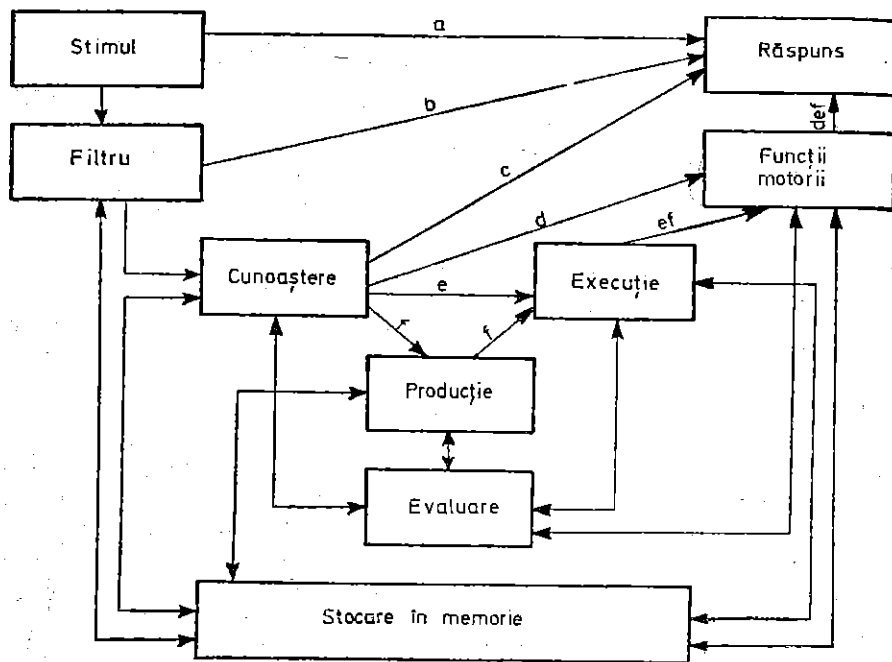 Stimul
a
Răspuns
b
def
Filtru
c
Funcții
motorii
d
ef
Cunoaștere
e
Execuție
f
f
Producție
Evaluare
Stocare în memorie